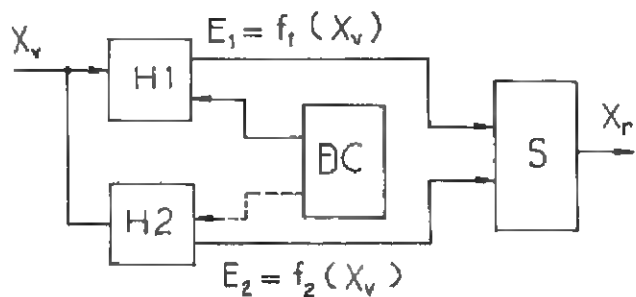 E₁ = f₁ (Xᵥ)
Xᵥ
H1
DC
S
Xᵣ
H2
E₂ = f₂ (Xᵥ)